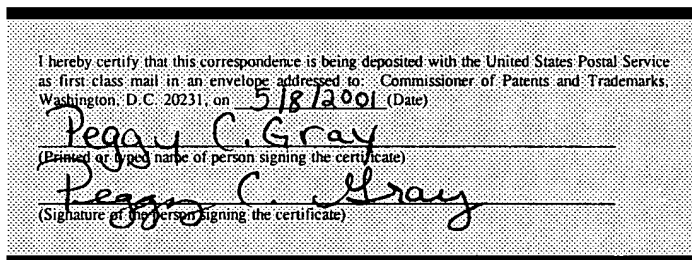 I hereby certify that this correspondence is being deposited with the United States Postal Service
as first class mail in an envelope addressed to: Commissioner of Patents and Trademarks,
Washington, D.C. 20231, on 5/8/2001 (Date)
Peggy C. Gray
(Printed or typed name of person signing the certificate)
Peggy C. Gray
(Signature of the person signing the certificate)